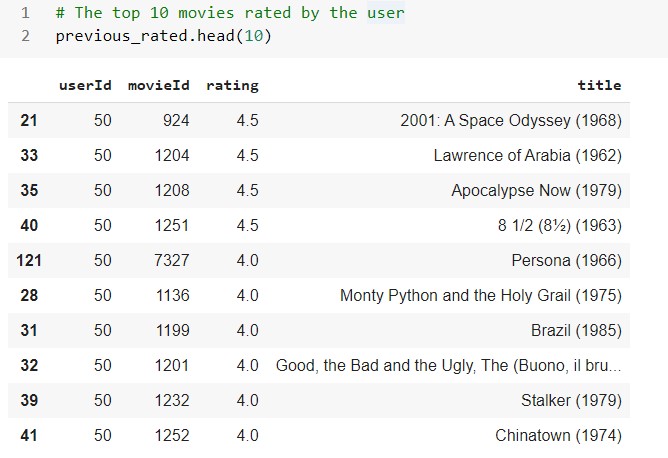 1 # The top 10 movies rated by the user
2 previous_rated.head(10)
userId movieId rating title
21 50 924 4.5 2001: A Space Odyssey (1968)
33 50 1204 4.5 Lawrence of Arabia (1962)
35 50 1208 4.5 Apocalypse Now (1979)
40 50 1251 4.5 8 1/2 (8½) (1963)
121 50 7327 4.0 Persona (1966)
28 50 1136 4.0 Monty Python and the Holy Grail (1975)
31 50 1199 4.0 Brazil (1985)
32 50 1201 4.0 Good, the Bad and the Ugly, The (Buono, il bru...
39 50 1232 4.0 Stalker (1979)
41 50 1252 4.0 Chinatown (1974)